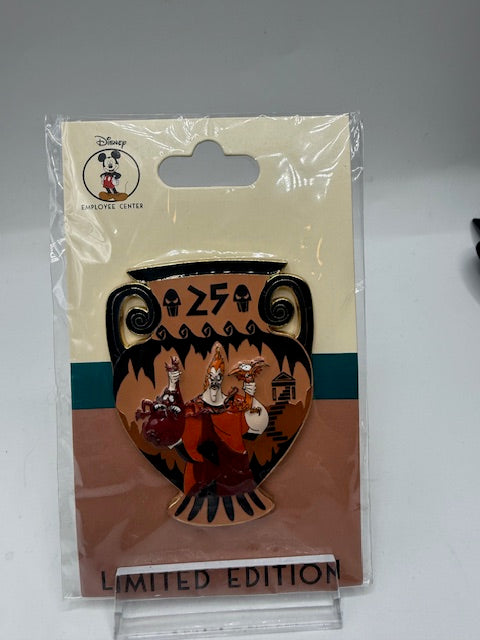 Disney
EMPLOYEE CENTER
25
LIMITED EDITION